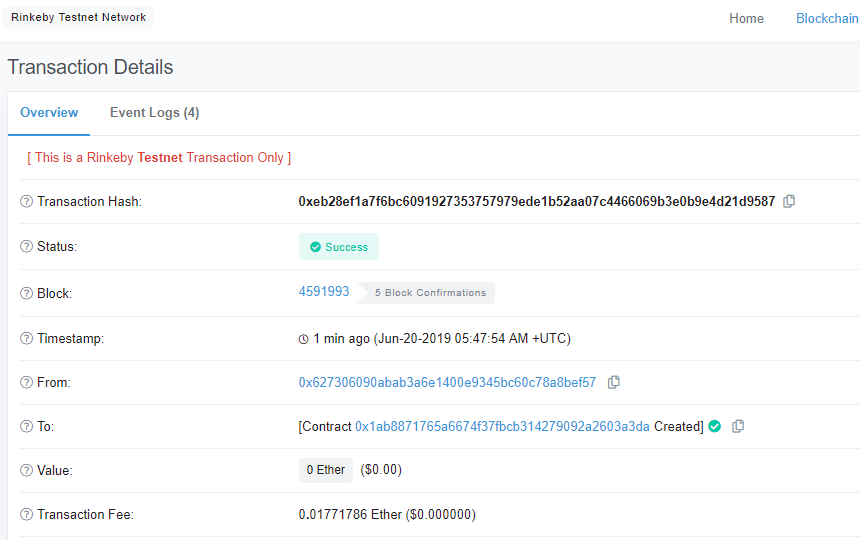 Rinkeby Testnet Network
Home Blockchain
Transaction Details
Overview Event Logs (4)
[ This is a Rinkeby Testnet Transaction Only ]
Transaction Hash: 0xeb28ef1a7f6bc6091927353757979ede1b52aa07c4466069b3e0b9e4d21d9587
Status: Success
Block: 4591993 5 Block Confirmations
Timestamp: 1 min ago (Jun-20-2019 05:47:54 AM +UTC)
From: 0x627306090abab3a6e1400e9345bc60c78a8bef57
To: [Contract 0x1ab8871765a6674f37fbcb314279092a2603a3da Created]
Value: 0 Ether ($0.00)
Transaction Fee: 0.01771786 Ether ($0.000000)